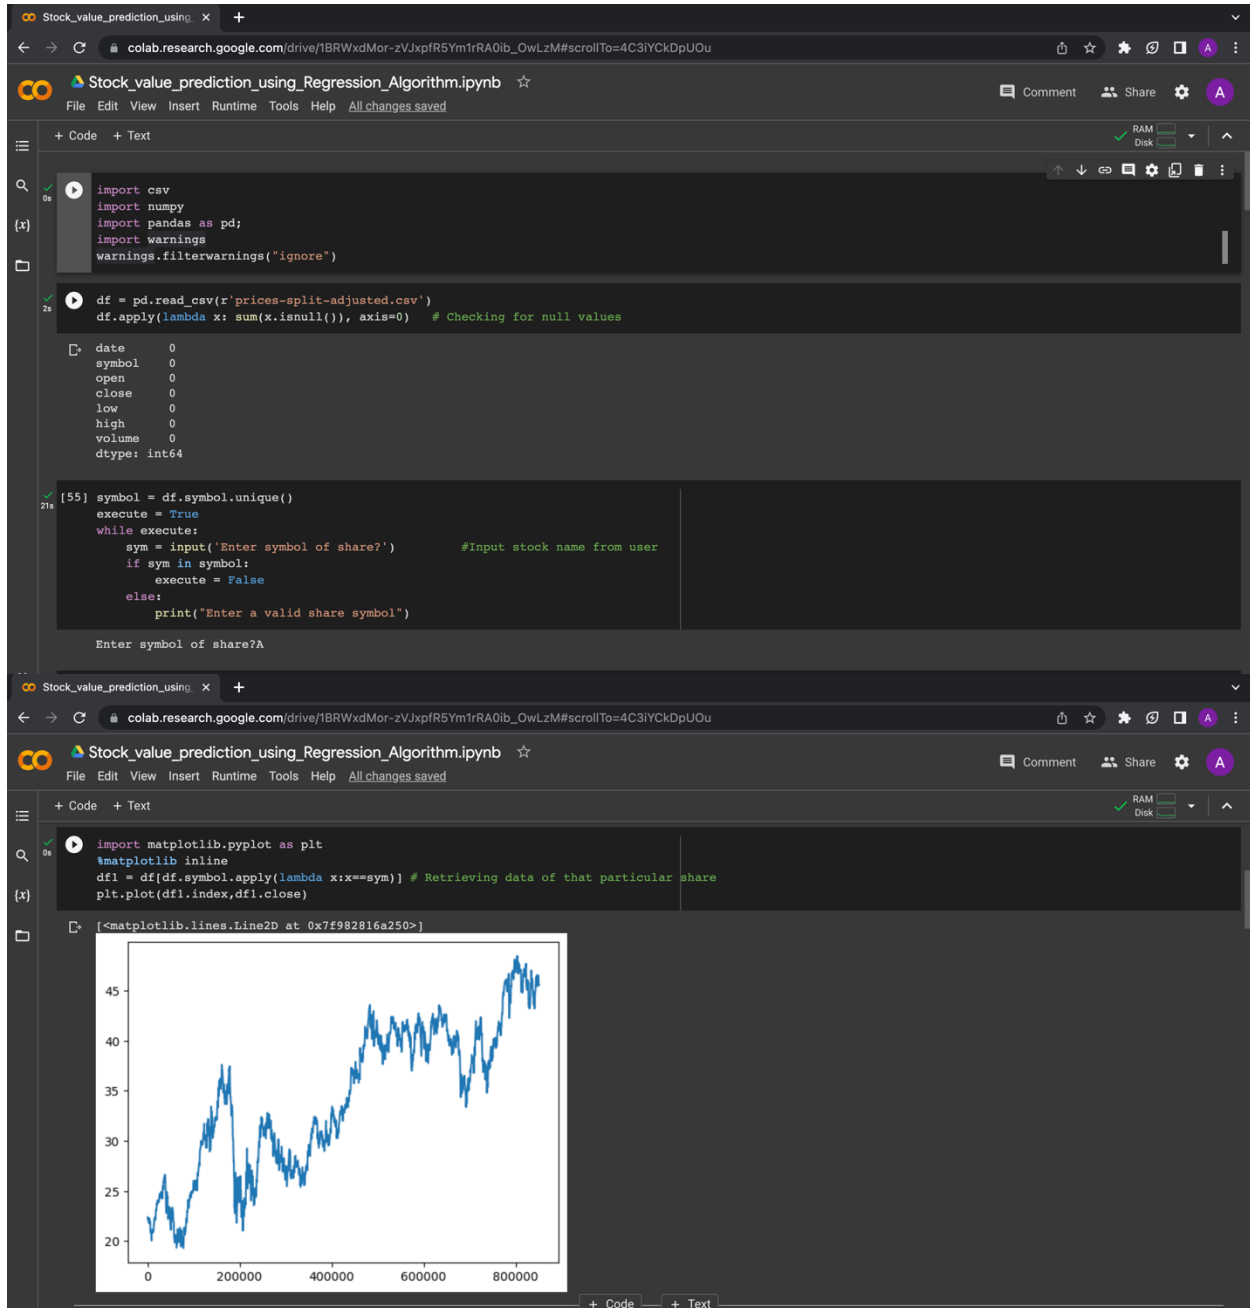 Stock_value_prediction_using_
colab.research.google.com/drive/1BRWxdMor-zVJxpfR5Ym1rRA0ib_OwLzM#scrollTo=4C3iYCkDpUOu
A
CO
Stock_value_prediction_using_Regression_Algorithm.ipynb
File Edit View Insert Runtime Tools Help All changes saved
Comment Share A
+ Code + Text
RAM
Disk
0s
import csv
import numpy
import pandas as pd;
import warnings
warnings.filterwarnings("ignore")
{x}
2s
df = pd.read_csv(r'prices-split-adjusted.csv')
df.apply(lambda x: sum(x.isnull()), axis=0) # Checking for null values
date 0
symbol 0
open 0
close 0
low 0
high 0
volume 0
dtype: int64
21s
[55] symbol = df.symbol.unique()
execute = True
while execute:
sym = input('Enter symbol of share?') #Input stock name from user
if sym in symbol:
execute = False
else:
print("Enter a valid share symbol")
Enter symbol of share?A
Stock_value_prediction_using_
colab.research.google.com/drive/1BRWxdMor-zVJxpfR5Ym1rRA0ib_OwLzM#scrollTo=4C3iYCkDpUOu
A
CO
Stock_value_prediction_using_Regression_Algorithm.ipynb
File Edit View Insert Runtime Tools Help All changes saved
Comment Share A
+ Code + Text
RAM
Disk
0s
import matplotlib.pyplot as plt
%matplotlib inline
df1 = df[df.symbol.apply(lambda x:x==sym)] # Retrieving data of that particular share
plt.plot(df1.index,df1.close)
{x}
[<matplotlib.lines.Line2D at 0x7f982816a250>]
45
40
35
30
25
20
0 200000 400000 600000 800000
+ Code + Text